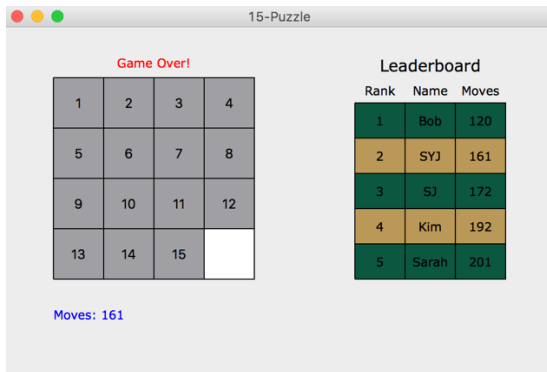 15-Puzzle
Game Over!
1 2 3 4
5 6 7 8
9 10 11 12
13 14 15
Moves: 161
Leaderboard
Rank Name Moves
1 Bob 120
2 SYJ 161
3 SJ 172
4 Kim 192
5 Sarah 201